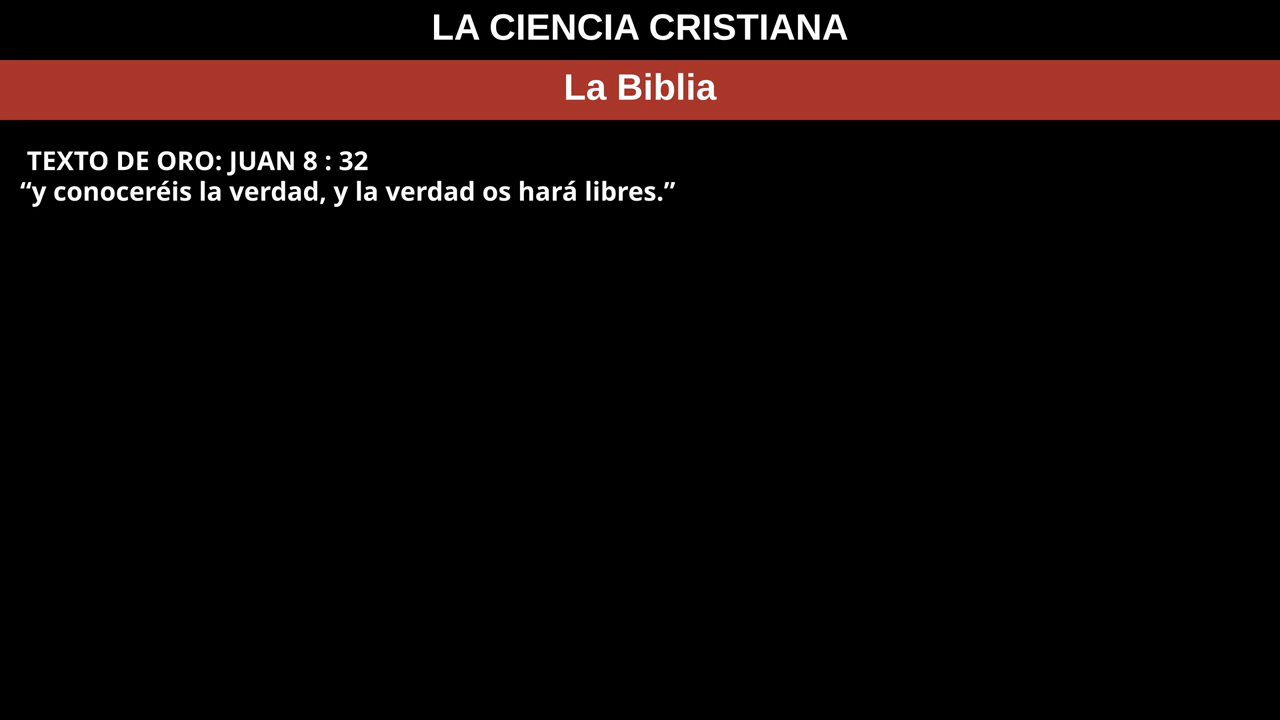 LA CIENCIA CRISTIANA
La Biblia
TEXTO DE ORO: JUAN 8 : 32
“y conoceréis la verdad, y la verdad os hará libres.”